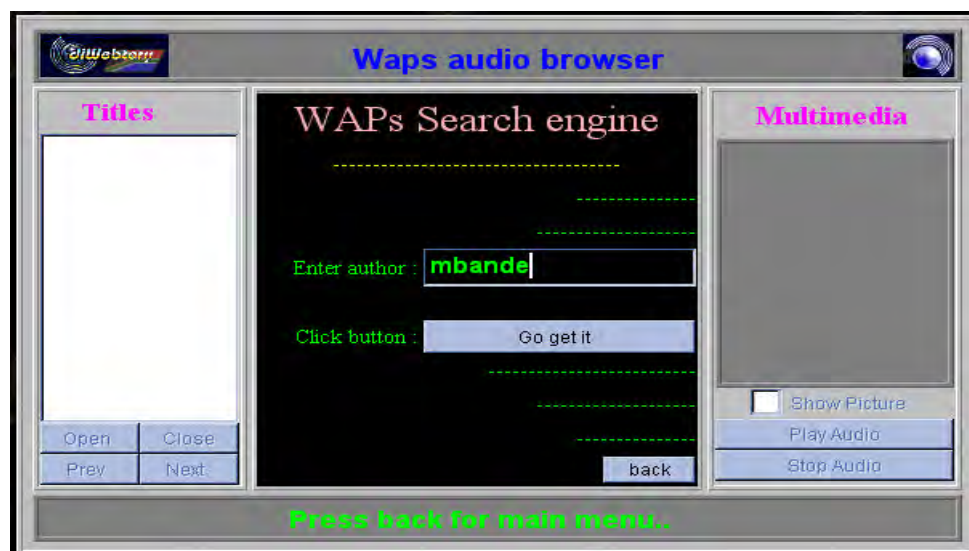 Waps audio browser
Titles
Open Close
Prev Next
WAPs Search engine
-----------------------------------
---------------
--------------------
Enter author : mbande
Click button : Go get it
--------------------------
--------------------
---------------
back
Multimedia
Show Picture
Play Audio
Stop Audio
Press back for main menu..